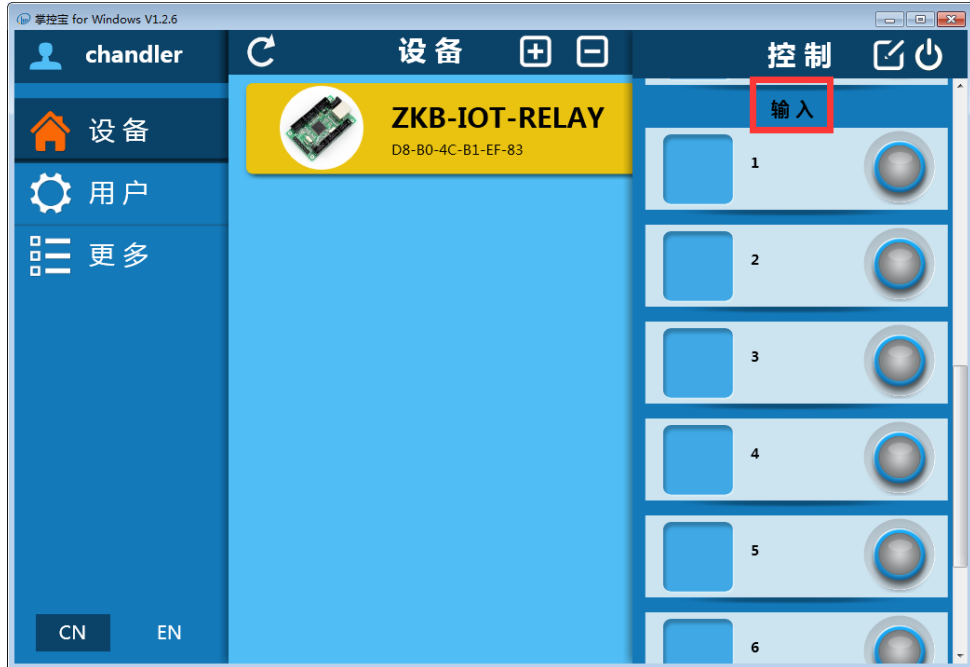 掌控宝 for Windows V1.2.6
chandler
设备
用户
更多
CN
EN
设备
ZKB-IOT-RELAY
D8-B0-4C-B1-EF-83
控制
输入
1
2
3
4
5
6